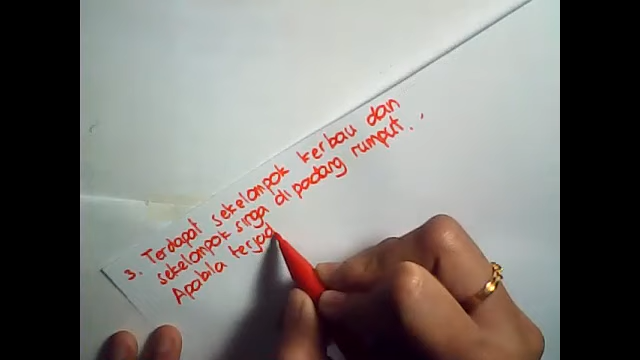 3. Terdapat sekelompok kerbau dan
sekelompok singa di padang rumput.
Apabila terjad